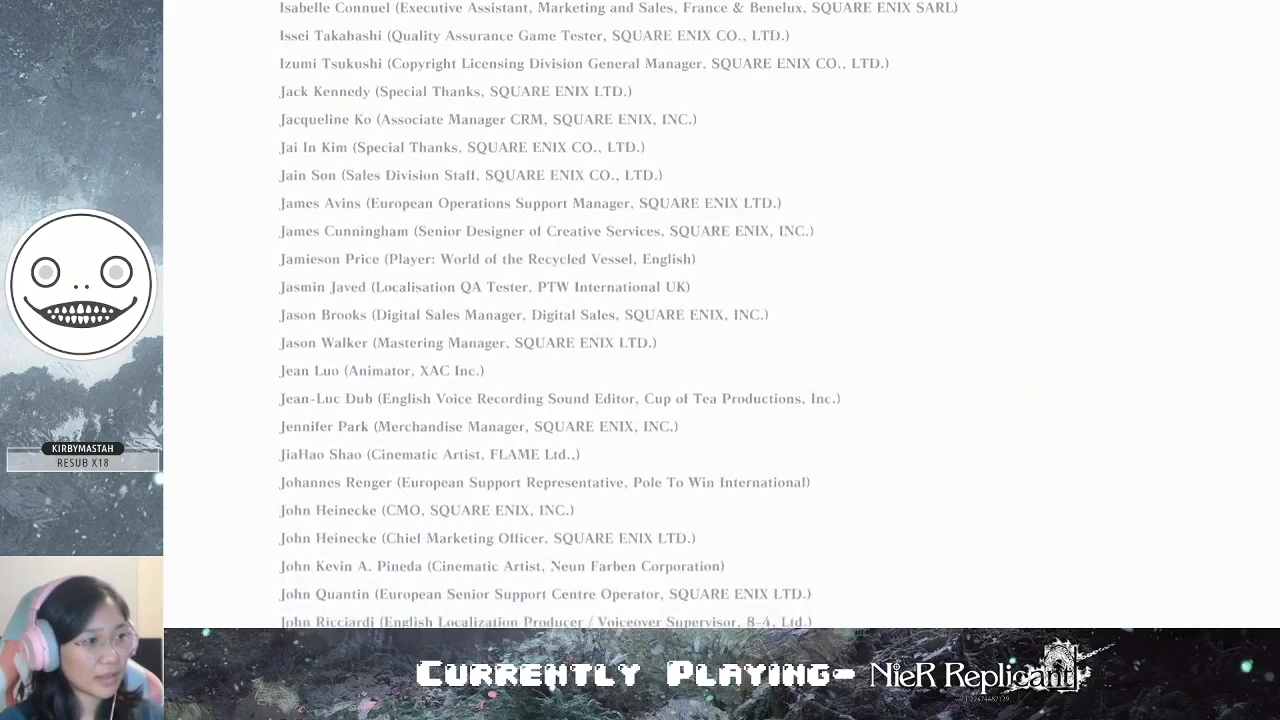 Isabelle Connuel (Executive Assistant, Marketing and Sales, France & Benelux, SQUARE ENIX SARL)
Issei Takahashi (Quality Assurance Game Tester, SQUARE ENIX CO., LTD.)
Izumi Tsukushi (Copyright Licensing Division General Manager, SQUARE ENIX CO., LTD.)
Jack Kennedy (Special Thanks, SQUARE ENIX LTD.)
Jacqueline Ko (Associate Manager CRM, SQUARE ENIX, INC.)
Jai In Kim (Special Thanks, SQUARE ENIX CO., LTD.)
Jain Son (Sales Division Staff, SQUARE ENIX CO., LTD.)
James Avins (European Operations Support Manager, SQUARE ENIX LTD.)
James Cunningham (Senior Designer of Creative Services, SQUARE ENIX, INC.)
Jamieson Price (Player: World of the Recycled Vessel, English)
Jasmin Javed (Localisation QA Tester, PTW International UK)
Jason Brooks (Digital Sales Manager, Digital Sales, SQUARE ENIX, INC.)
Jason Walker (Mastering Manager, SQUARE ENIX LTD.)
Jean Luo (Animator, XAC Inc.)
Jean-Luc Dub (English Voice Recording Sound Editor, Cup of Tea Productions, Inc.)
Jennifer Park (Merchandise Manager, SQUARE ENIX, INC.)
JiaHao Shao (Cinematic Artist, FLAME Ltd.,)
Johannes Renger (European Support Representative, Pole To Win International)
John Heinecke (CMO, SQUARE ENIX, INC.)
John Heinecke (Chief Marketing Officer, SQUARE ENIX LTD.)
John Kevin A. Pineda (Cinematic Artist, Neun Farben Corporation)
John Quantin (European Senior Support Centre Operator, SQUARE ENIX LTD.)
John Ricciardi (English Localization Producer / Voiceover Supervisor, 8-4, Ltd.)
KIRBYMASTAH
RESUB X18
CURRENTLY PLAYING- NieR Replicant